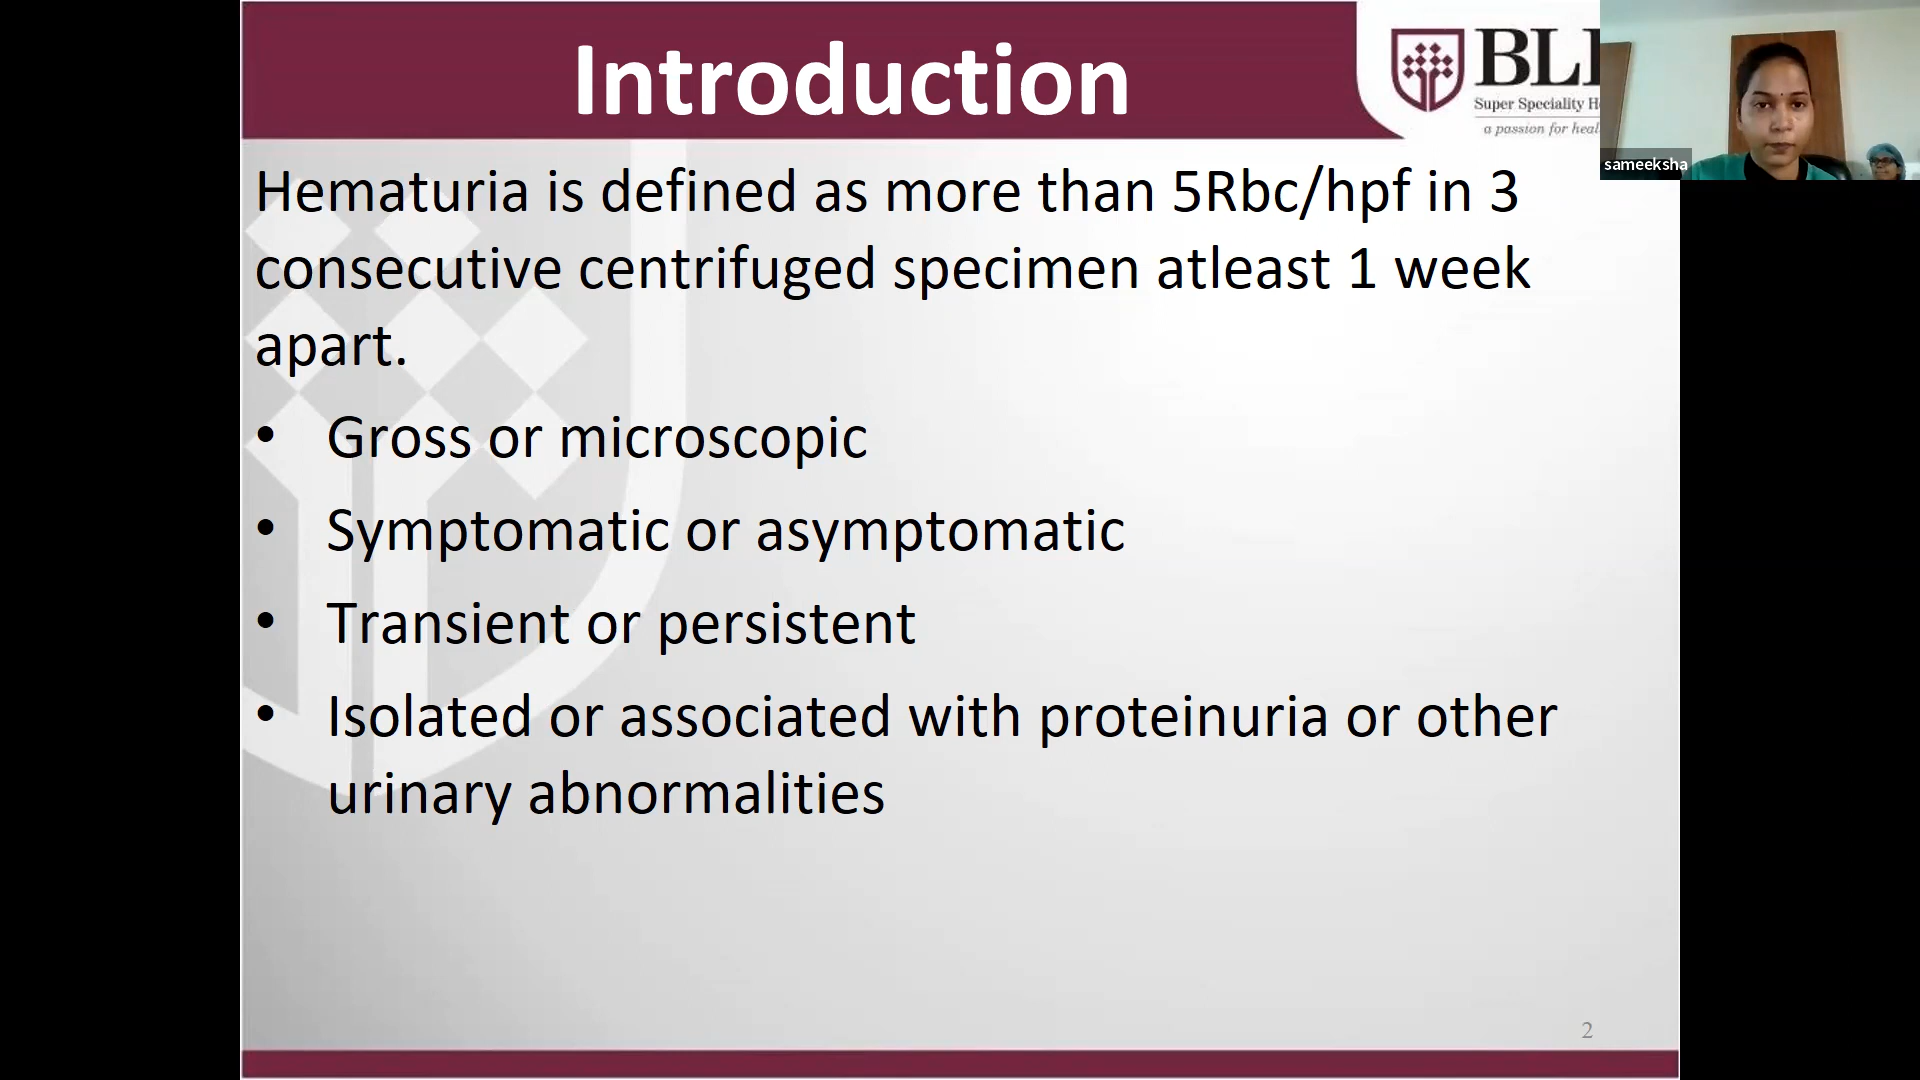 Introduction
Super Speciality
a passion for
sameeksha
Hematuria is defined as more than 5Rbc/hpf in 3
consecutive centrifuged specimen atleast 1 week
apart.
• Gross or microscopic
• Symptomatic or asymptomatic
• Transient or persistent
• Isolated or associated with proteinuria or other
urinary abnormalities
2